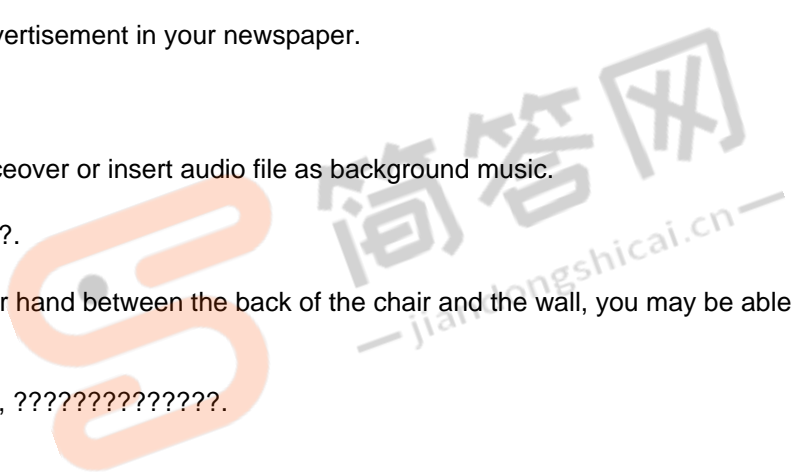 vertisement in your newspaper.
ceover or insert audio file as background music.
?.
r hand between the back of the chair and the wall, you may be able
, ??????????????.
简答网
jiandongshicai.cn